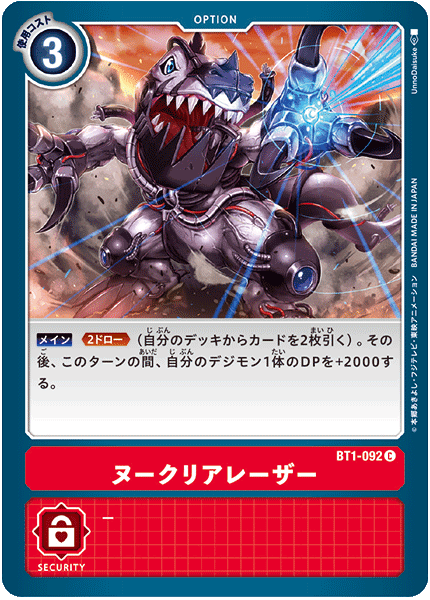 使用コスト
3
OPTION
UnnoDaisuke
© 本郷あきよし・フジテレビ・東映アニメーション BANDAI MADE IN JAPAN
メイン 2ドロー (自分のデッキからカードを2枚引く)。その
後、このターンの間、自分のデジモン1体のDPを+2000す
る。
BT1-092 C
ヌークリアレーザー
SECURITY
ー